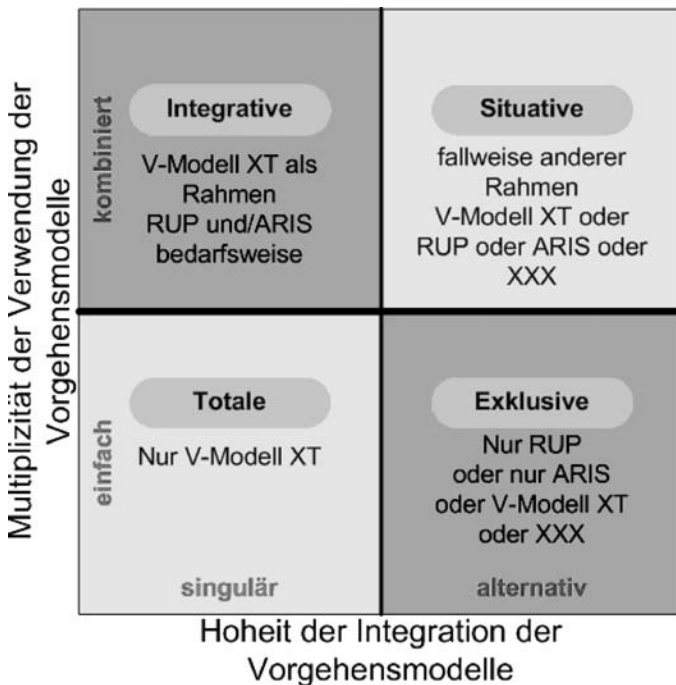 Multiplizität der Verwendung der
Vorgehensmodelle
kombiniert
Integrative
V-Modell XT als
Rahmen
RUP und/ARIS
bedarfsweise
Situative
fallweise anderer
Rahmen
V-Modell XT oder
RUP oder ARIS oder
XXX
einfach
Totale
Nur V-Modell XT
Exklusive
Nur RUP
oder nur ARIS
oder V-Modell XT
oder XXX
singulär
alternativ
Hoheit der Integration der
Vorgehensmodelle